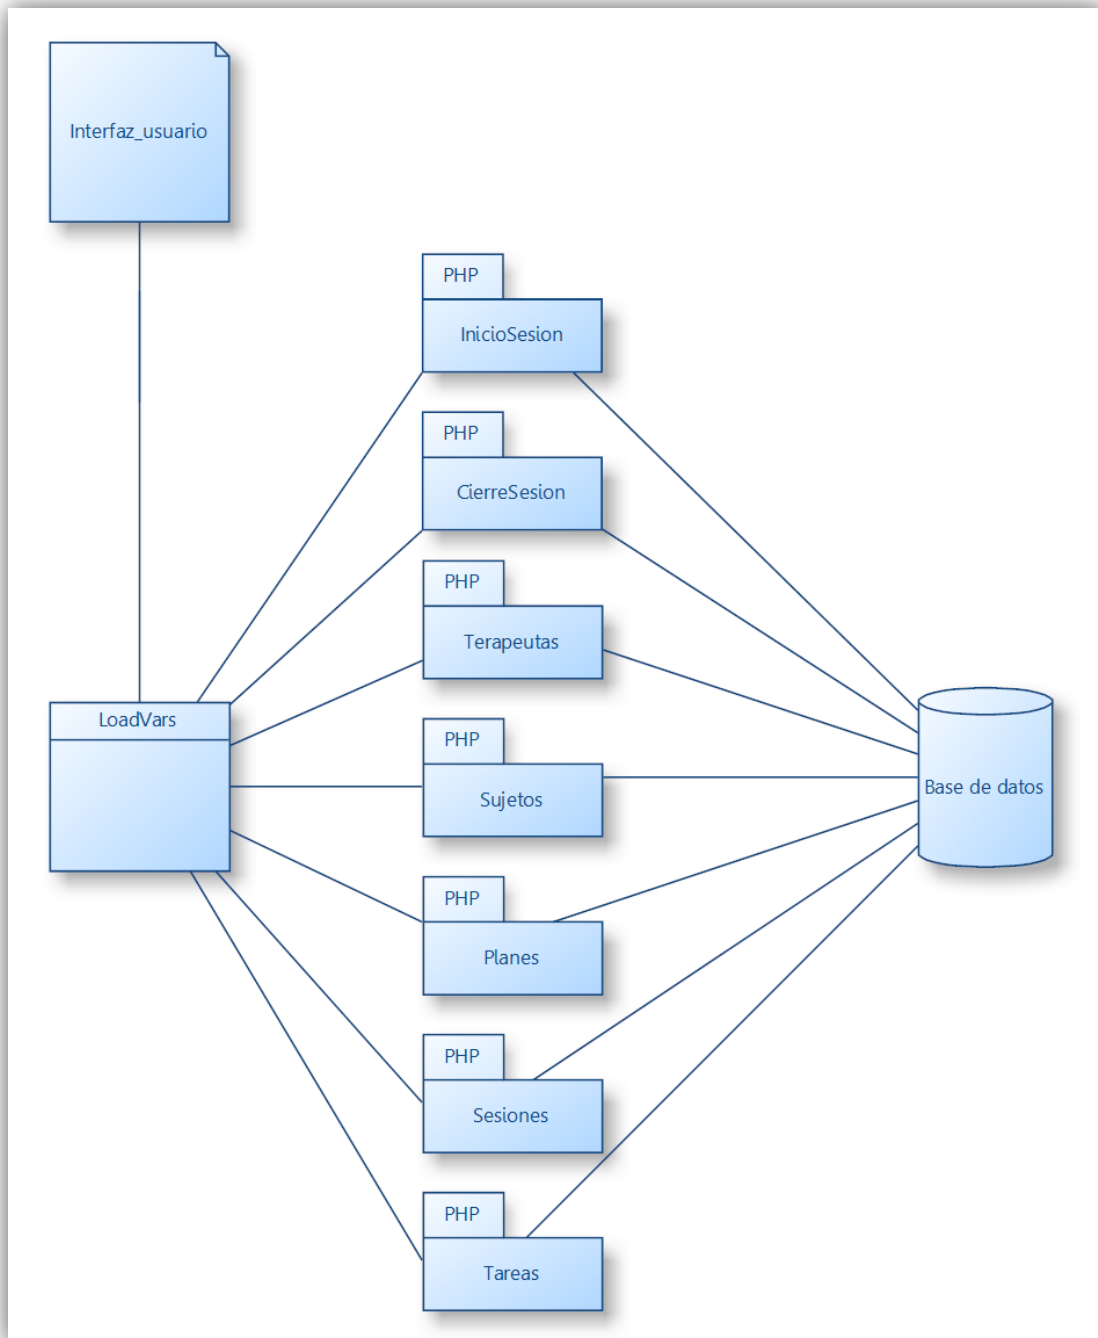 Interfaz_usuario
PHP
InicioSesion
PHP
CierreSesion
PHP
Terapeutas
LoadVars
PHP
Sujetos
Base de datos
PHP
Planes
PHP
Sesiones
PHP
Tareas